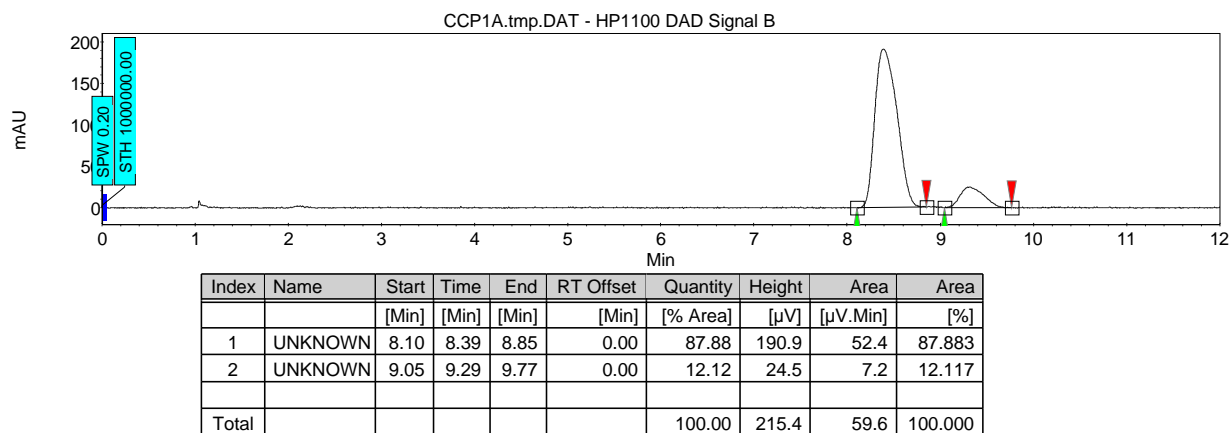 CCP1A.tmp.DAT - HP1100 DAD Signal B
200
150
100
50
0
mAU
SPW 0.20
STH 1000000.00
0 1 2 3 4 5 6 7 8 9 10 11 12
Min
Index Name Start Time End RT Offset Quantity Height Area Area
[Min] [Min] [Min] [Min] [% Area] [µV] [µV.Min] [%]
1 UNKNOWN 8.10 8.39 8.85 0.00 87.88 190.9 52.4 87.883
2 UNKNOWN 9.05 9.29 9.77 0.00 12.12 24.5 7.2 12.117
Total 100.00 215.4 59.6 100.000